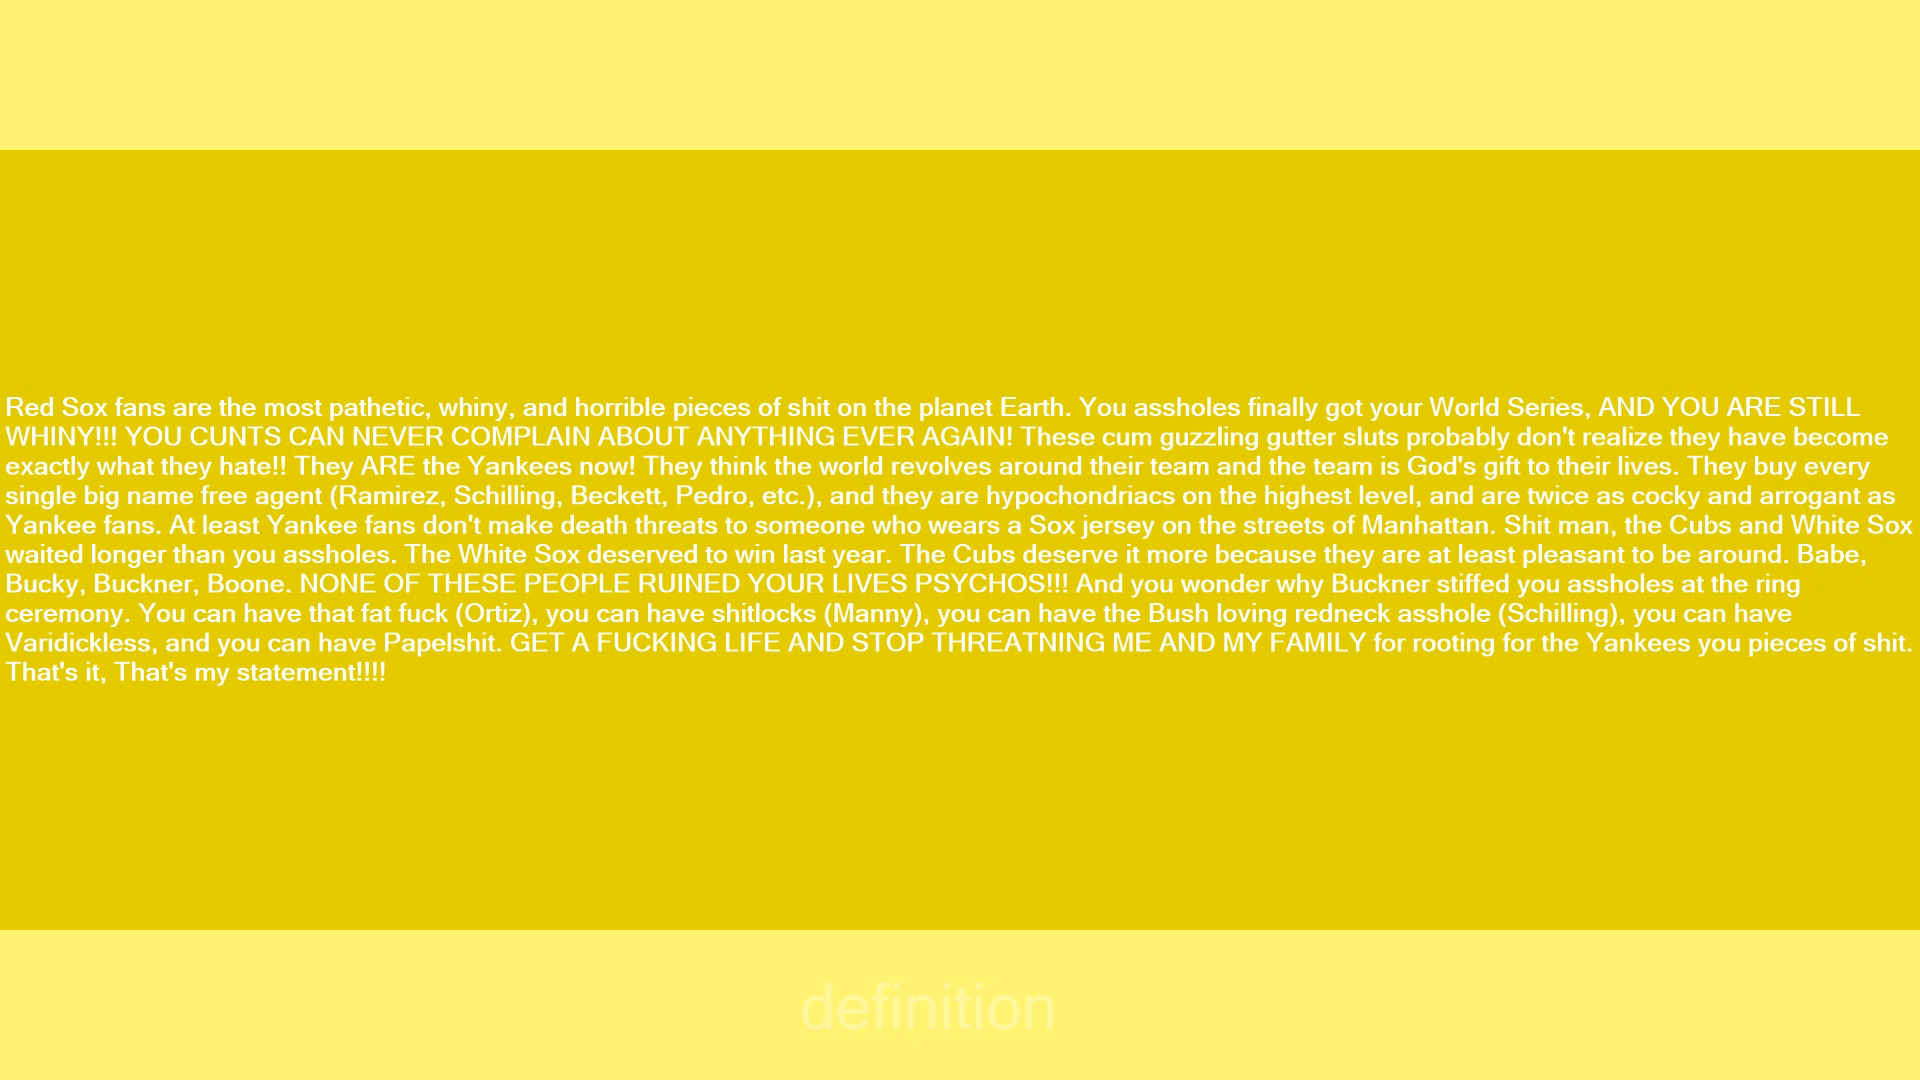 Red Sox fans are the most pathetic, whiny, and horrible pieces of shit on the planet Earth. You assholes finally got your World Series, AND YOU ARE STILL
WHINY!!! YOU CUNTS CAN NEVER COMPLAIN ABOUT ANYTHING EVER AGAIN! These cum guzzling gutter sluts probably don't realize they have become
exactly what they hate!! They ARE the Yankees now! They think the world revolves around their team and the team is God's gift to their lives. They buy every
single big name free agent (Ramirez, Schilling, Beckett, Pedro, etc.), and they are hypochondriacs on the highest level, and are twice as cocky and arrogant as
Yankee fans. At least Yankee fans don't make death threats to someone who wears a Sox jersey on the streets of Manhattan. Shit man, the Cubs and White Sox
waited longer than you assholes. The White Sox deserved to win last year. The Cubs deserve it more because they are at least pleasant to be around. Babe,
Bucky, Buckner, Boone. NONE OF THESE PEOPLE RUINED YOUR LIVES PSYCHOS!!! And you wonder why Buckner stiffed you assholes at the ring
ceremony. You can have that fat fuck (Ortiz), you can have shitlocks (Manny), you can have the Bush loving redneck asshole (Schilling), you can have
Varidickless, and you can have Papelshit. GET A FUCKING LIFE AND STOP THREATNING ME AND MY FAMILY for rooting for the Yankees you pieces of shit.
That's it, That's my statement!!!!
definition